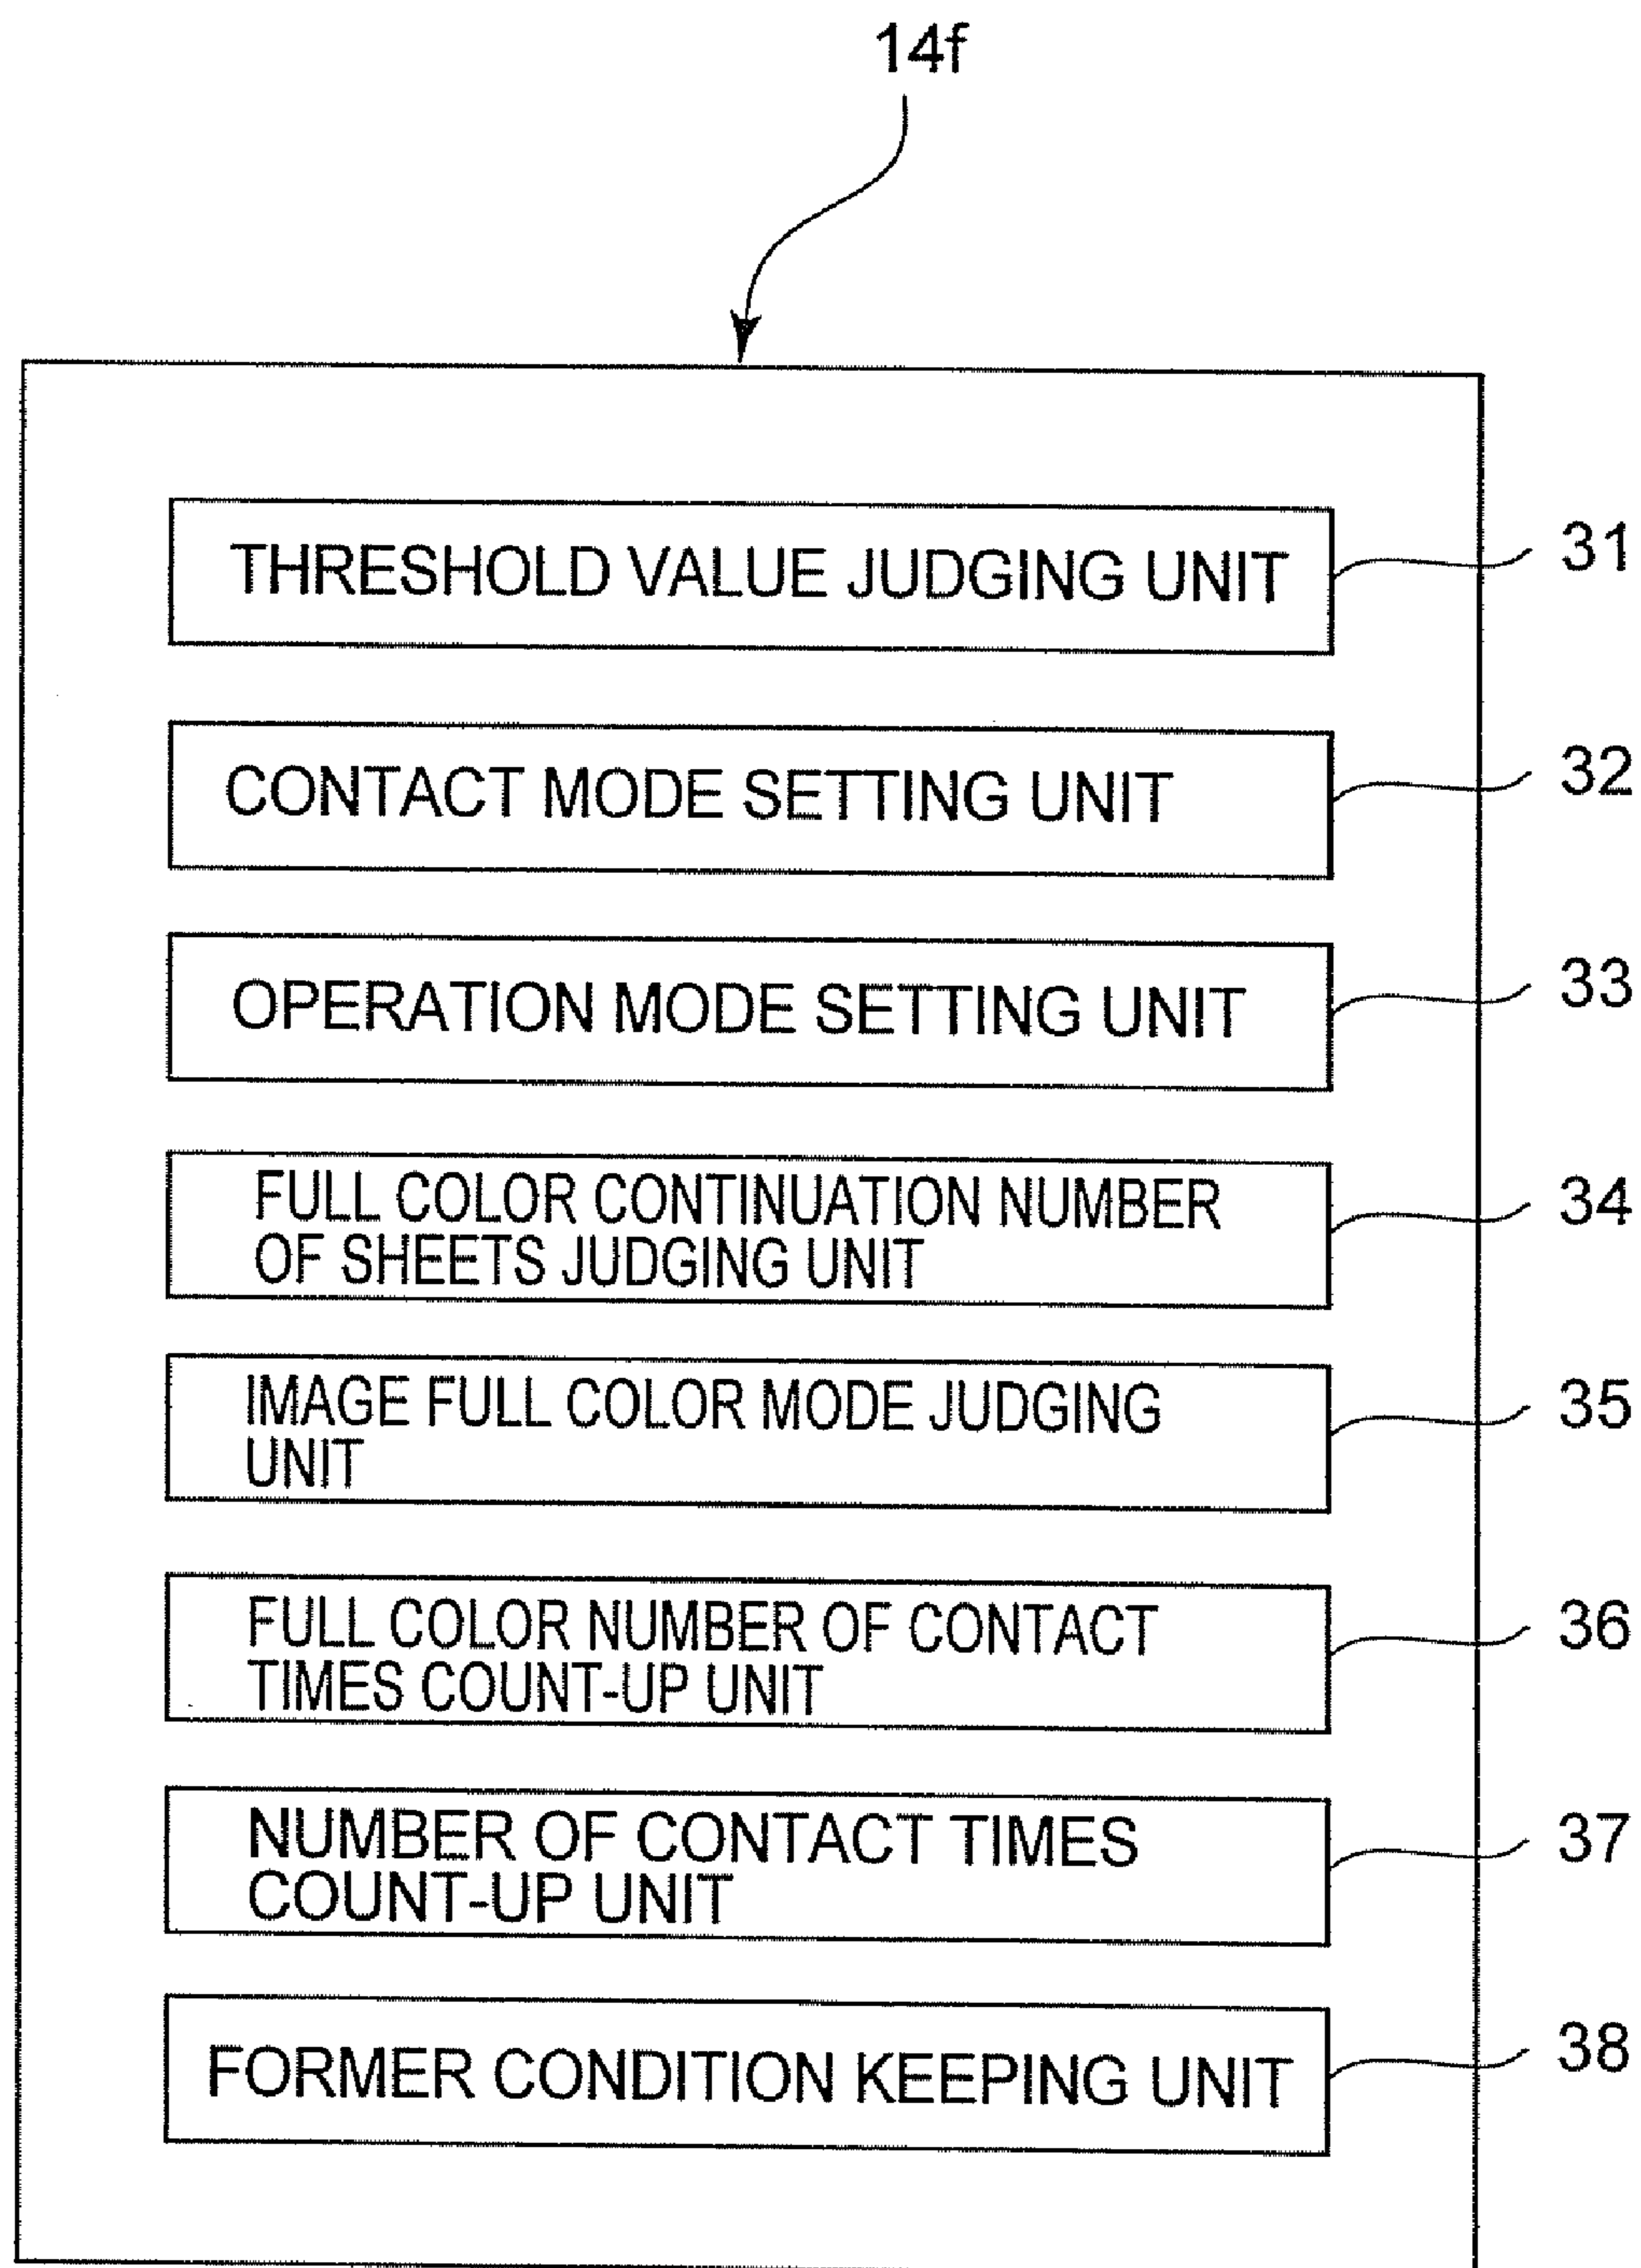 14f
THRESHOLD VALUE JUDGING UNIT
31
CONTACT MODE SETTING UNIT
32
OPERATION MODE SETTING UNIT
33
FULL COLOR CONTINUATION NUMBER
OF SHEETS JUDGING UNIT
34
IMAGE FULL COLOR MODE JUDGING
UNIT
35
FULL COLOR NUMBER OF CONTACT
TIMES COUNT-UP UNIT
36
NUMBER OF CONTACT TIMES
COUNT-UP UNIT
37
FORMER CONDITION KEEPING UNIT
38